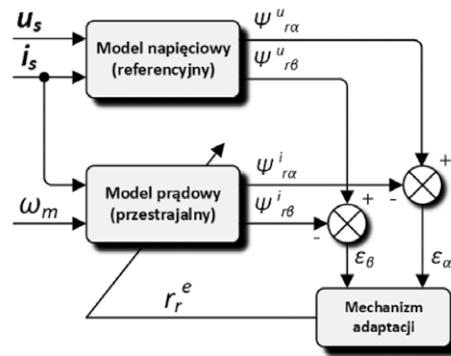 u_s
i_s
Model napięciowy
(referencyjny)
ψ^u_rα
ψ^u_rβ
ω_m
Model prądowy
(przestrajalny)
ψ^i_rα
ψ^i_rβ
+
-
+
-
ε_β
ε_α
r_r^e
Mechanizm
adaptacji